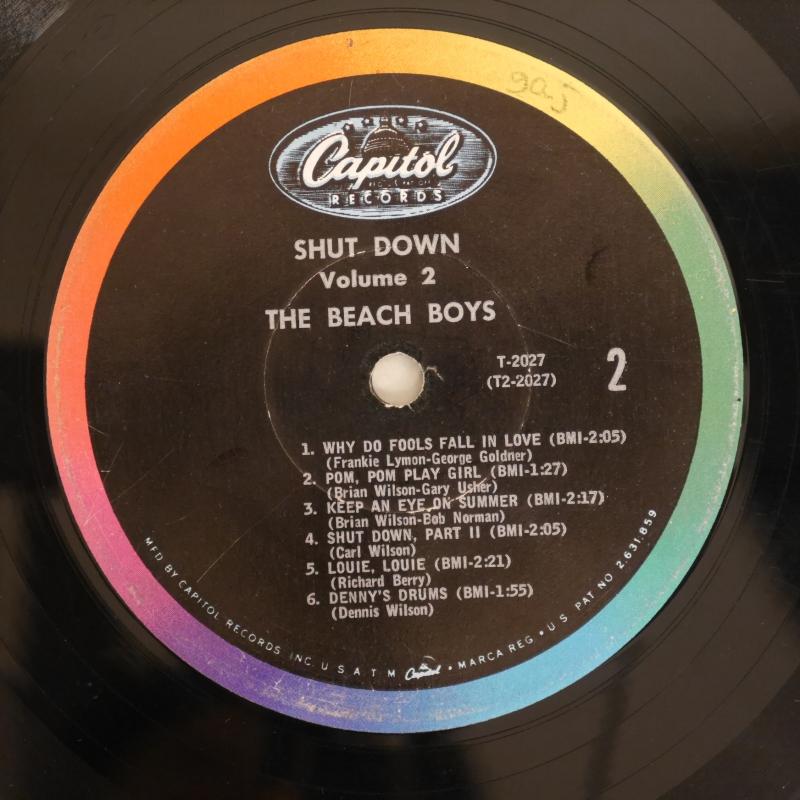 gaj
Capitol
RECORDS
SHUT DOWN
Volume 2
THE BEACH BOYS
T-2027
(T2-2027)
2
1. WHY DO FOOLS FALL IN LOVE (BMI-2:05)
(Frankie Lymon-George Goldner)
2. POM, POM PLAY GIRL (BMI-1:27)
(Brian Wilson-Gary Usher)
3. KEEP AN EYE ON SUMMER (BMI-2:17)
(Brian Wilson-Bob Norman)
4. SHUT DOWN, PART II (BMI-2:05)
(Carl Wilson)
5. LOUIE, LOUIE (BMI-2:21)
(Richard Berry)
6. DENNY'S DRUMS (BMI-1:55)
(Dennis Wilson)
MFD BY CAPITOL RECORDS INC. U S A T M Capitol • MARCA REG • U.S. PAT NO 2,631,859